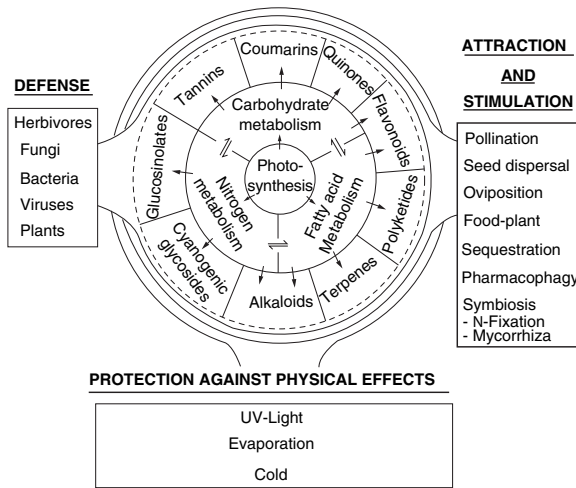 DEFENSE
Herbivores
Fungi
Bacteria
Viruses
Plants
Coumarins
Quinones
Flavonoids
Polyketides
Terpenes
Alkaloids
Cyanogenic
glycosides
Glucosinolates
Tannins
Carbohydrate
metabolism
Photo-
synthesis
Nitrogen
metabolism
Fatty acid
Metabolism
ATTRACTION
AND
STIMULATION
Pollination
Seed dispersal
Oviposition
Food-plant
Sequestration
Pharmacophagy
Symbiosis
- N-Fixation
- Mycorrhiza
PROTECTION AGAINST PHYSICAL EFFECTS
UV-Light
Evaporation
Cold